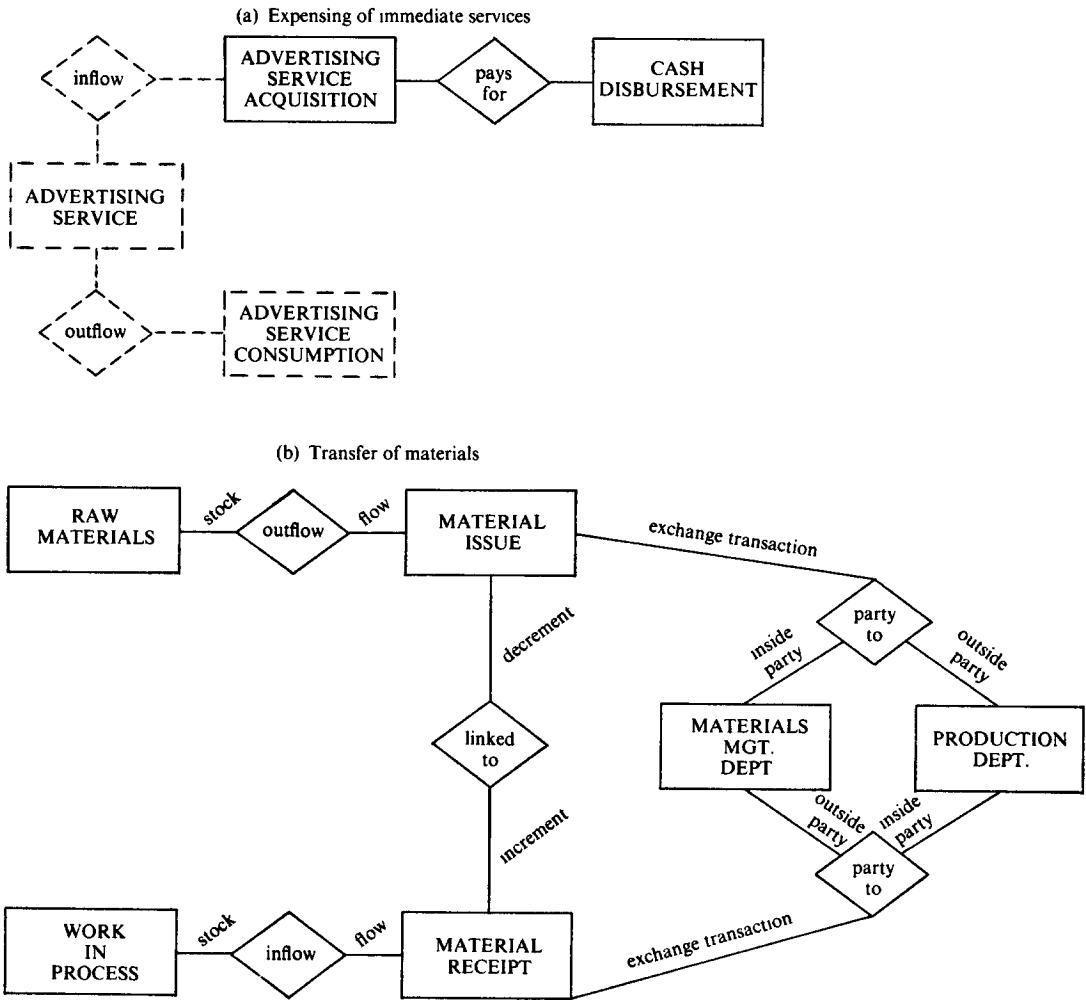 (a) Expensing of immediate services
inflow
ADVERTISING
SERVICE
ACQUISITION
pays
for
CASH
DISBURSEMENT
ADVERTISING
SERVICE
outflow
ADVERTISING
SERVICE
CONSUMPTION
(b) Transfer of materials
RAW
MATERIALS
stock
outflow
flow
MATERIAL
ISSUE
exchange transaction
party
to
inside
party
outside
party
decrement
linked
to
increment
MATERIALS
MGT.
DEPT
PRODUCTION
DEPT.
outside
party
inside
party
party
to
WORK
IN
PROCESS
stock
inflow
flow
MATERIAL
RECEIPT
exchange transaction